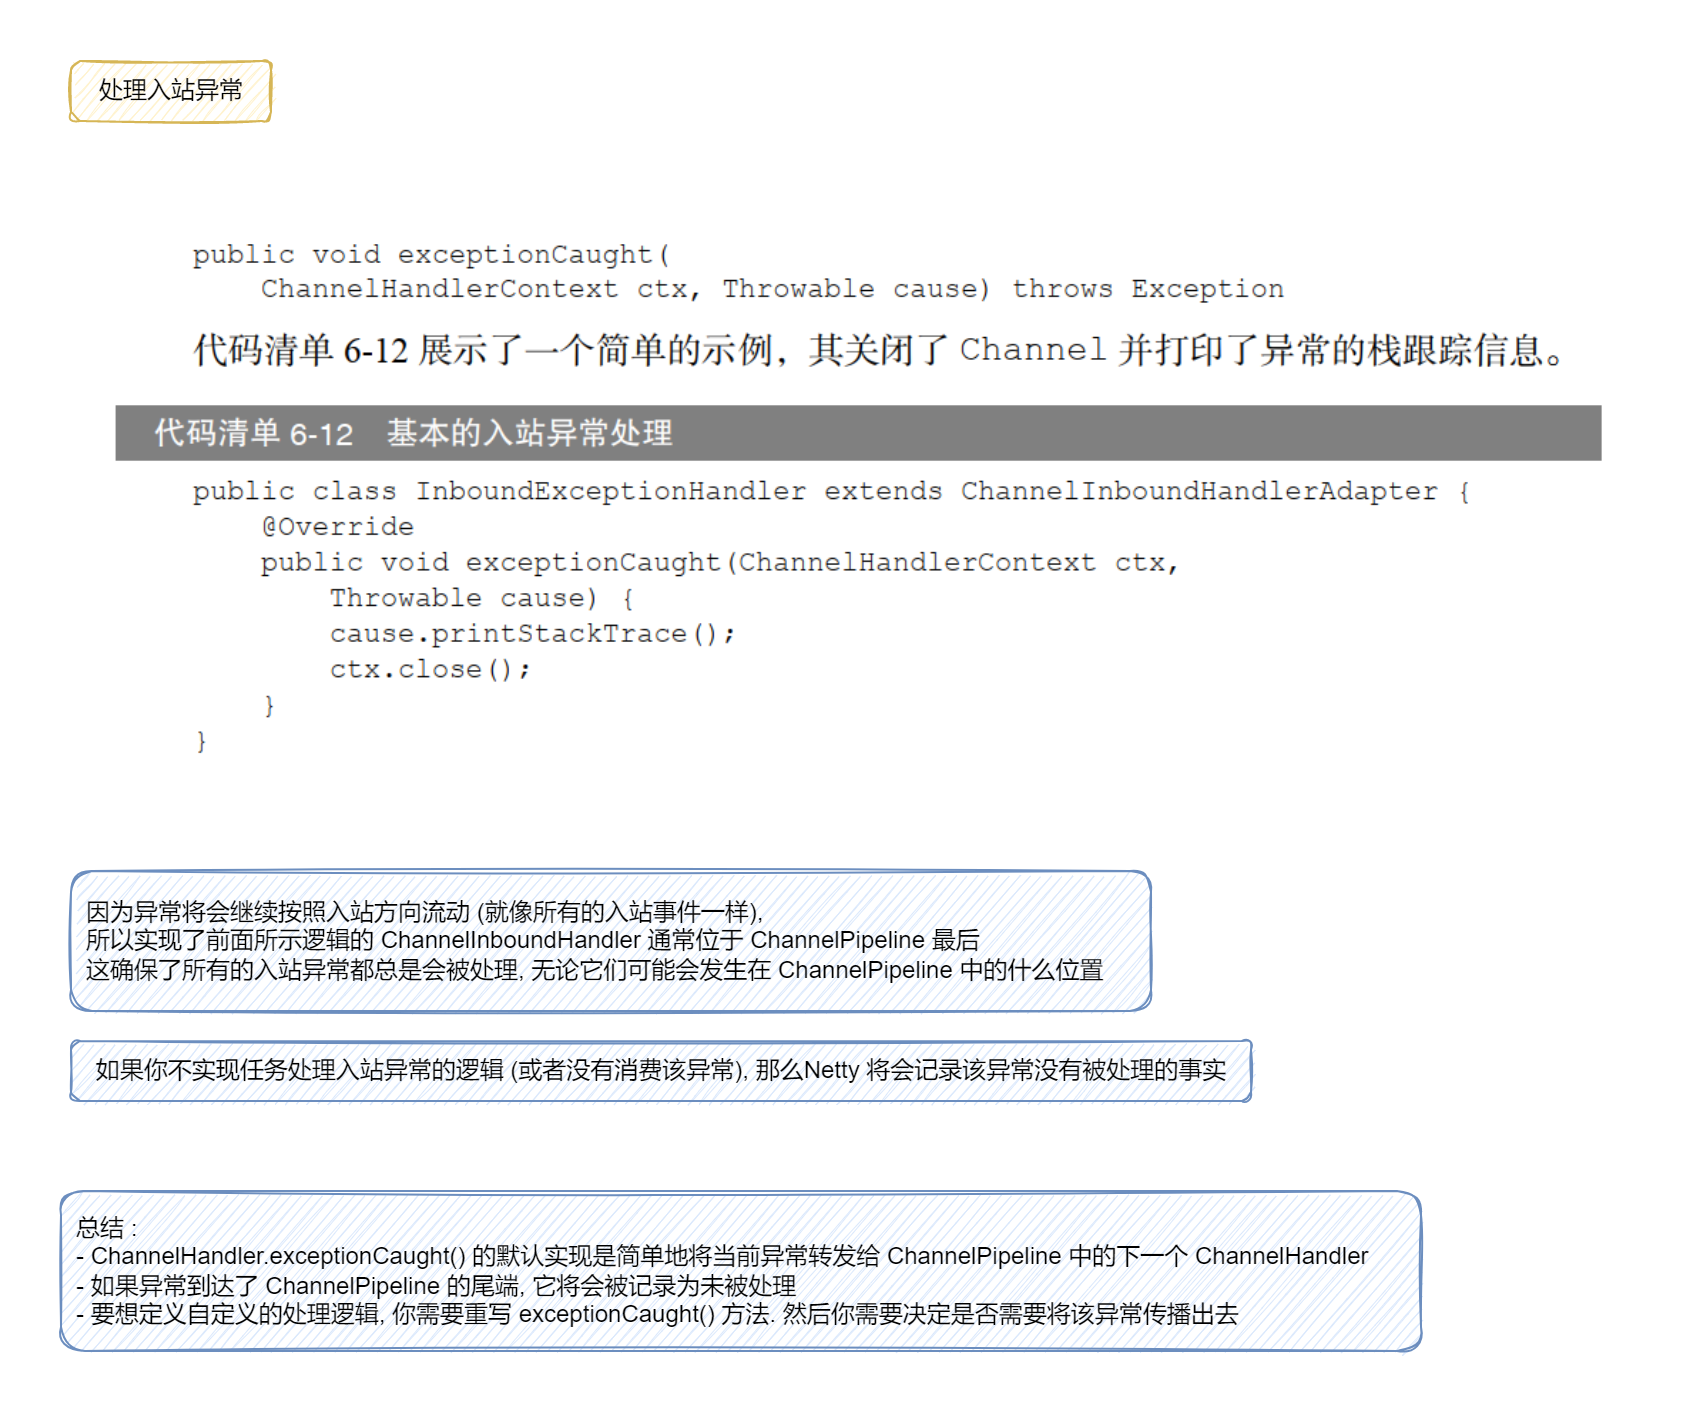 处理入站异常
public void exceptionCaught(
    ChannelHandlerContext ctx, Throwable cause) throws Exception
代码清单 6-12 展示了一个简单的示例，其关闭了 Channel 并打印了异常的栈跟踪信息。
代码清单 6-12　基本的入站异常处理
public class InboundExceptionHandler extends ChannelInboundHandlerAdapter {
    @Override
    public void exceptionCaught(ChannelHandlerContext ctx,
        Throwable cause) {
        cause.printStackTrace();
        ctx.close();
    }
}
因为异常将会继续按照入站方向流动 (就像所有的入站事件一样),
所以实现了前面所示逻辑的 ChannelInboundHandler 通常位于 ChannelPipeline 最后
这确保了所有的入站异常都总是会被处理, 无论它们可能会发生在 ChannelPipeline 中的什么位置
如果你不实现任务处理入站异常的逻辑 (或者没有消费该异常), 那么Netty 将会记录该异常没有被处理的事实
总结 :
- ChannelHandler.exceptionCaught() 的默认实现是简单地将当前异常转发给 ChannelPipeline 中的下一个 ChannelHandler
- 如果异常到达了 ChannelPipeline 的尾端, 它将会被记录为未被处理
- 要想定义自定义的处理逻辑, 你需要重写 exceptionCaught() 方法. 然后你需要决定是否需要将该异常传播出去